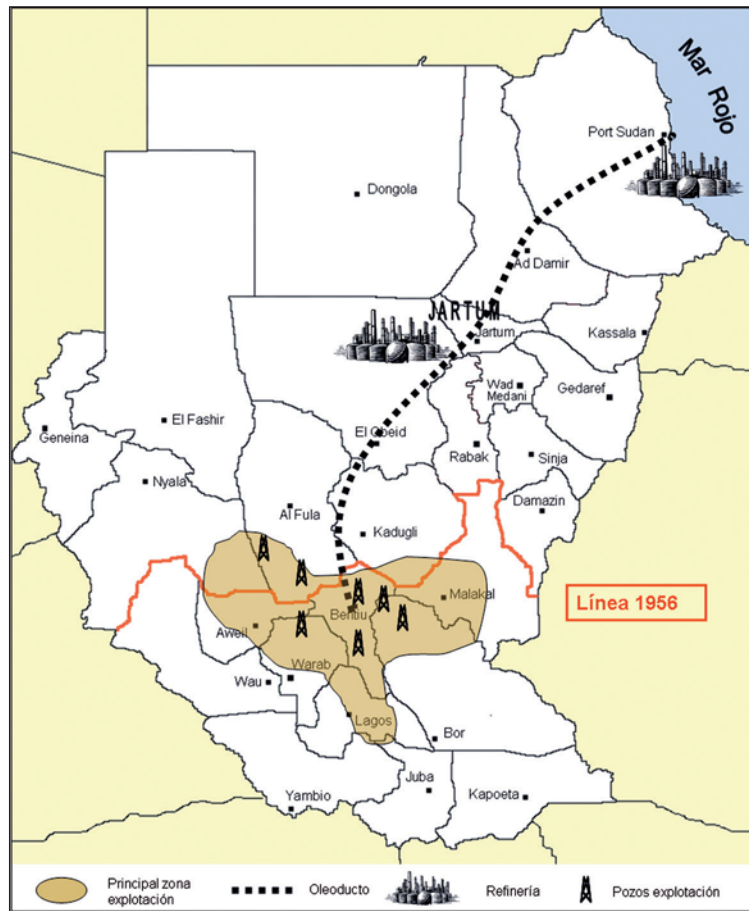 Mar Rojo
Port Sudan
Dongola
Ad Damir
JARTUM
Jartum
Kassala
Wad
Medani
Gedaref
El Fashir
Geneina
El Obeid
Rabak
Sinja
Nyala
Al Fula
Damazin
Kadugli
Línea 1956
Malakal
Bentiu
Aweil
Warab
Wau
Lagos
Bor
Juba
Kapoeta
Yambio
Principal zona
explotación
Oleoducto
Refinería
Pozos explotación